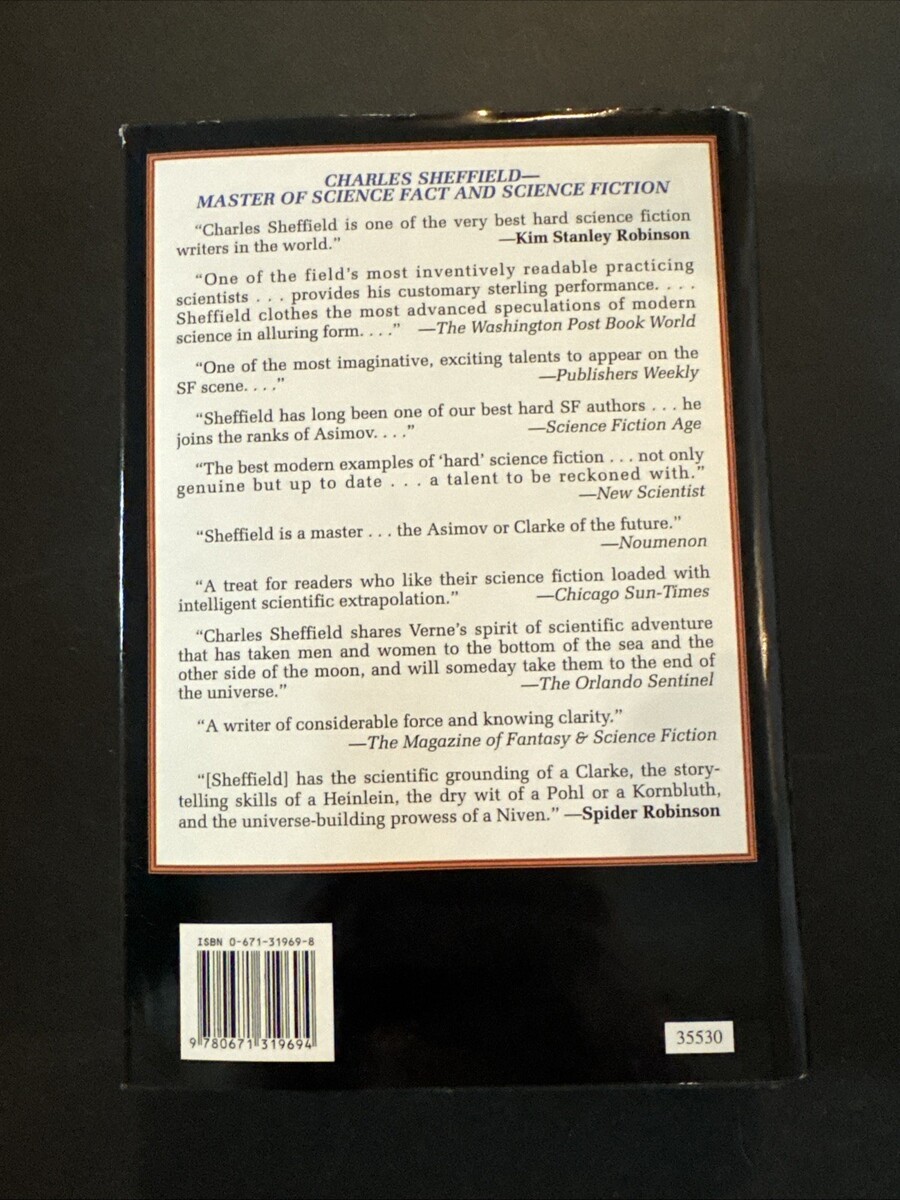 CHARLES SHEFFIELD—
MASTER OF SCIENCE FACT AND SCIENCE FICTION
“Charles Sheffield is one of the very best hard science fiction
writers in the world.” —Kim Stanley Robinson
“One of the field’s most inventively readable practicing
scientists . . . provides his customary sterling performance. . . .
Sheffield clothes the most advanced speculations of modern
science in alluring form. . . .” —The Washington Post Book World
“One of the most imaginative, exciting talents to appear on the
SF scene. . . .” —Publishers Weekly
“Sheffield has long been one of our best hard SF authors . . . he
joins the ranks of Asimov. . . .” —Science Fiction Age
“The best modern examples of ‘hard’ science fiction . . . not only
genuine but up to date . . . a talent to be reckoned with.”
—New Scientist
“Sheffield is a master . . . the Asimov or Clarke of the future.”
—Noumenon
“A treat for readers who like their science fiction loaded with
intelligent scientific extrapolation.” —Chicago Sun-Times
“Charles Sheffield shares Verne’s spirit of scientific adventure
that has taken men and women to the bottom of the sea and the
other side of the moon, and will someday take them to the end of
the universe.” —The Orlando Sentinel
“A writer of considerable force and knowing clarity.”
—The Magazine of Fantasy & Science Fiction
“[Sheffield] has the scientific grounding of a Clarke, the story-
telling skills of a Heinlein, the dry wit of a Pohl or a Kornbluth,
and the universe-building prowess of a Niven.” —Spider Robinson
ISBN 0-671-31969-8
9 780671 319694
35530